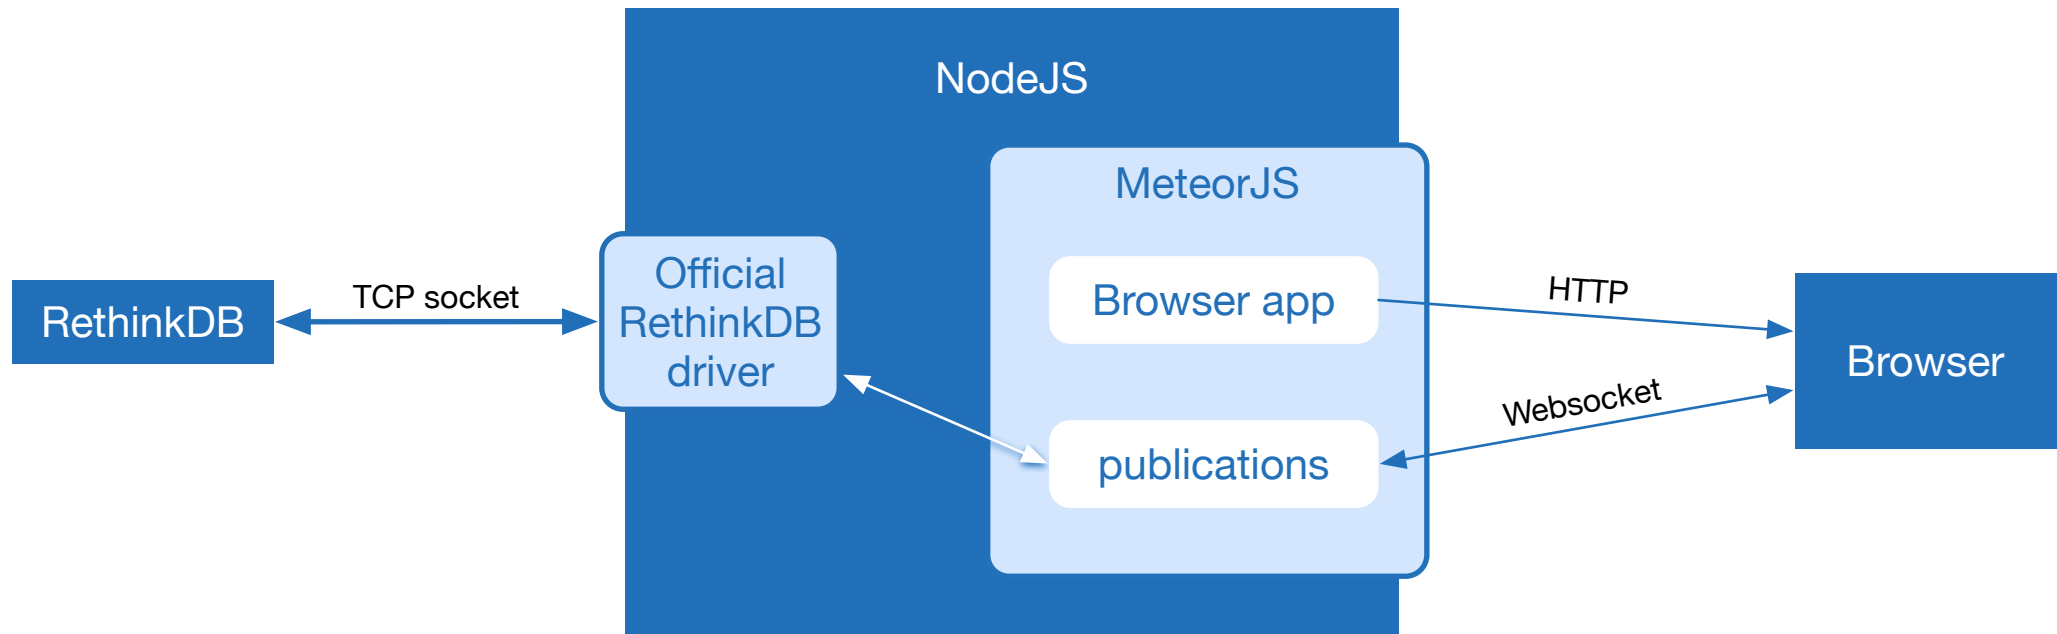 NodeJS
MeteorJS
Official
RethinkDB
driver
RethinkDB
TCP socket
Browser app
HTTP
Browser
Websocket
publications